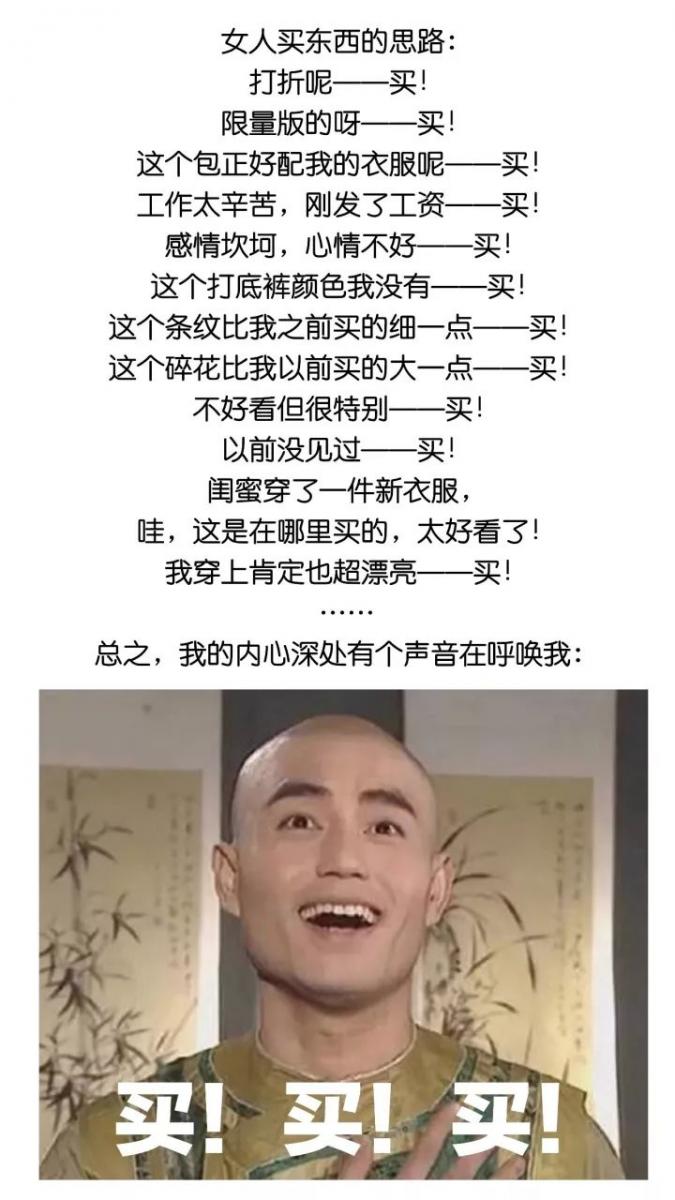 女人买东西的思路：
打折呢——买！
限量版的呀——买！
这个包正好配我的衣服呢——买！
工作太辛苦，刚发了工资——买！
感情坎坷，心情不好——买！
这个打底裤颜色我没有——买！
这个条纹比我之前买的细一点——买！
这个碎花比我以前买的大一点——买！
不好看但很特别——买！
以前没见过——买！
闺蜜穿了一件新衣服，
哇，这是在哪里买的，太好看了！
我穿上肯定也超漂亮——买！
……
总之，我的内心深处有个声音在呼唤我：
买！买！买！